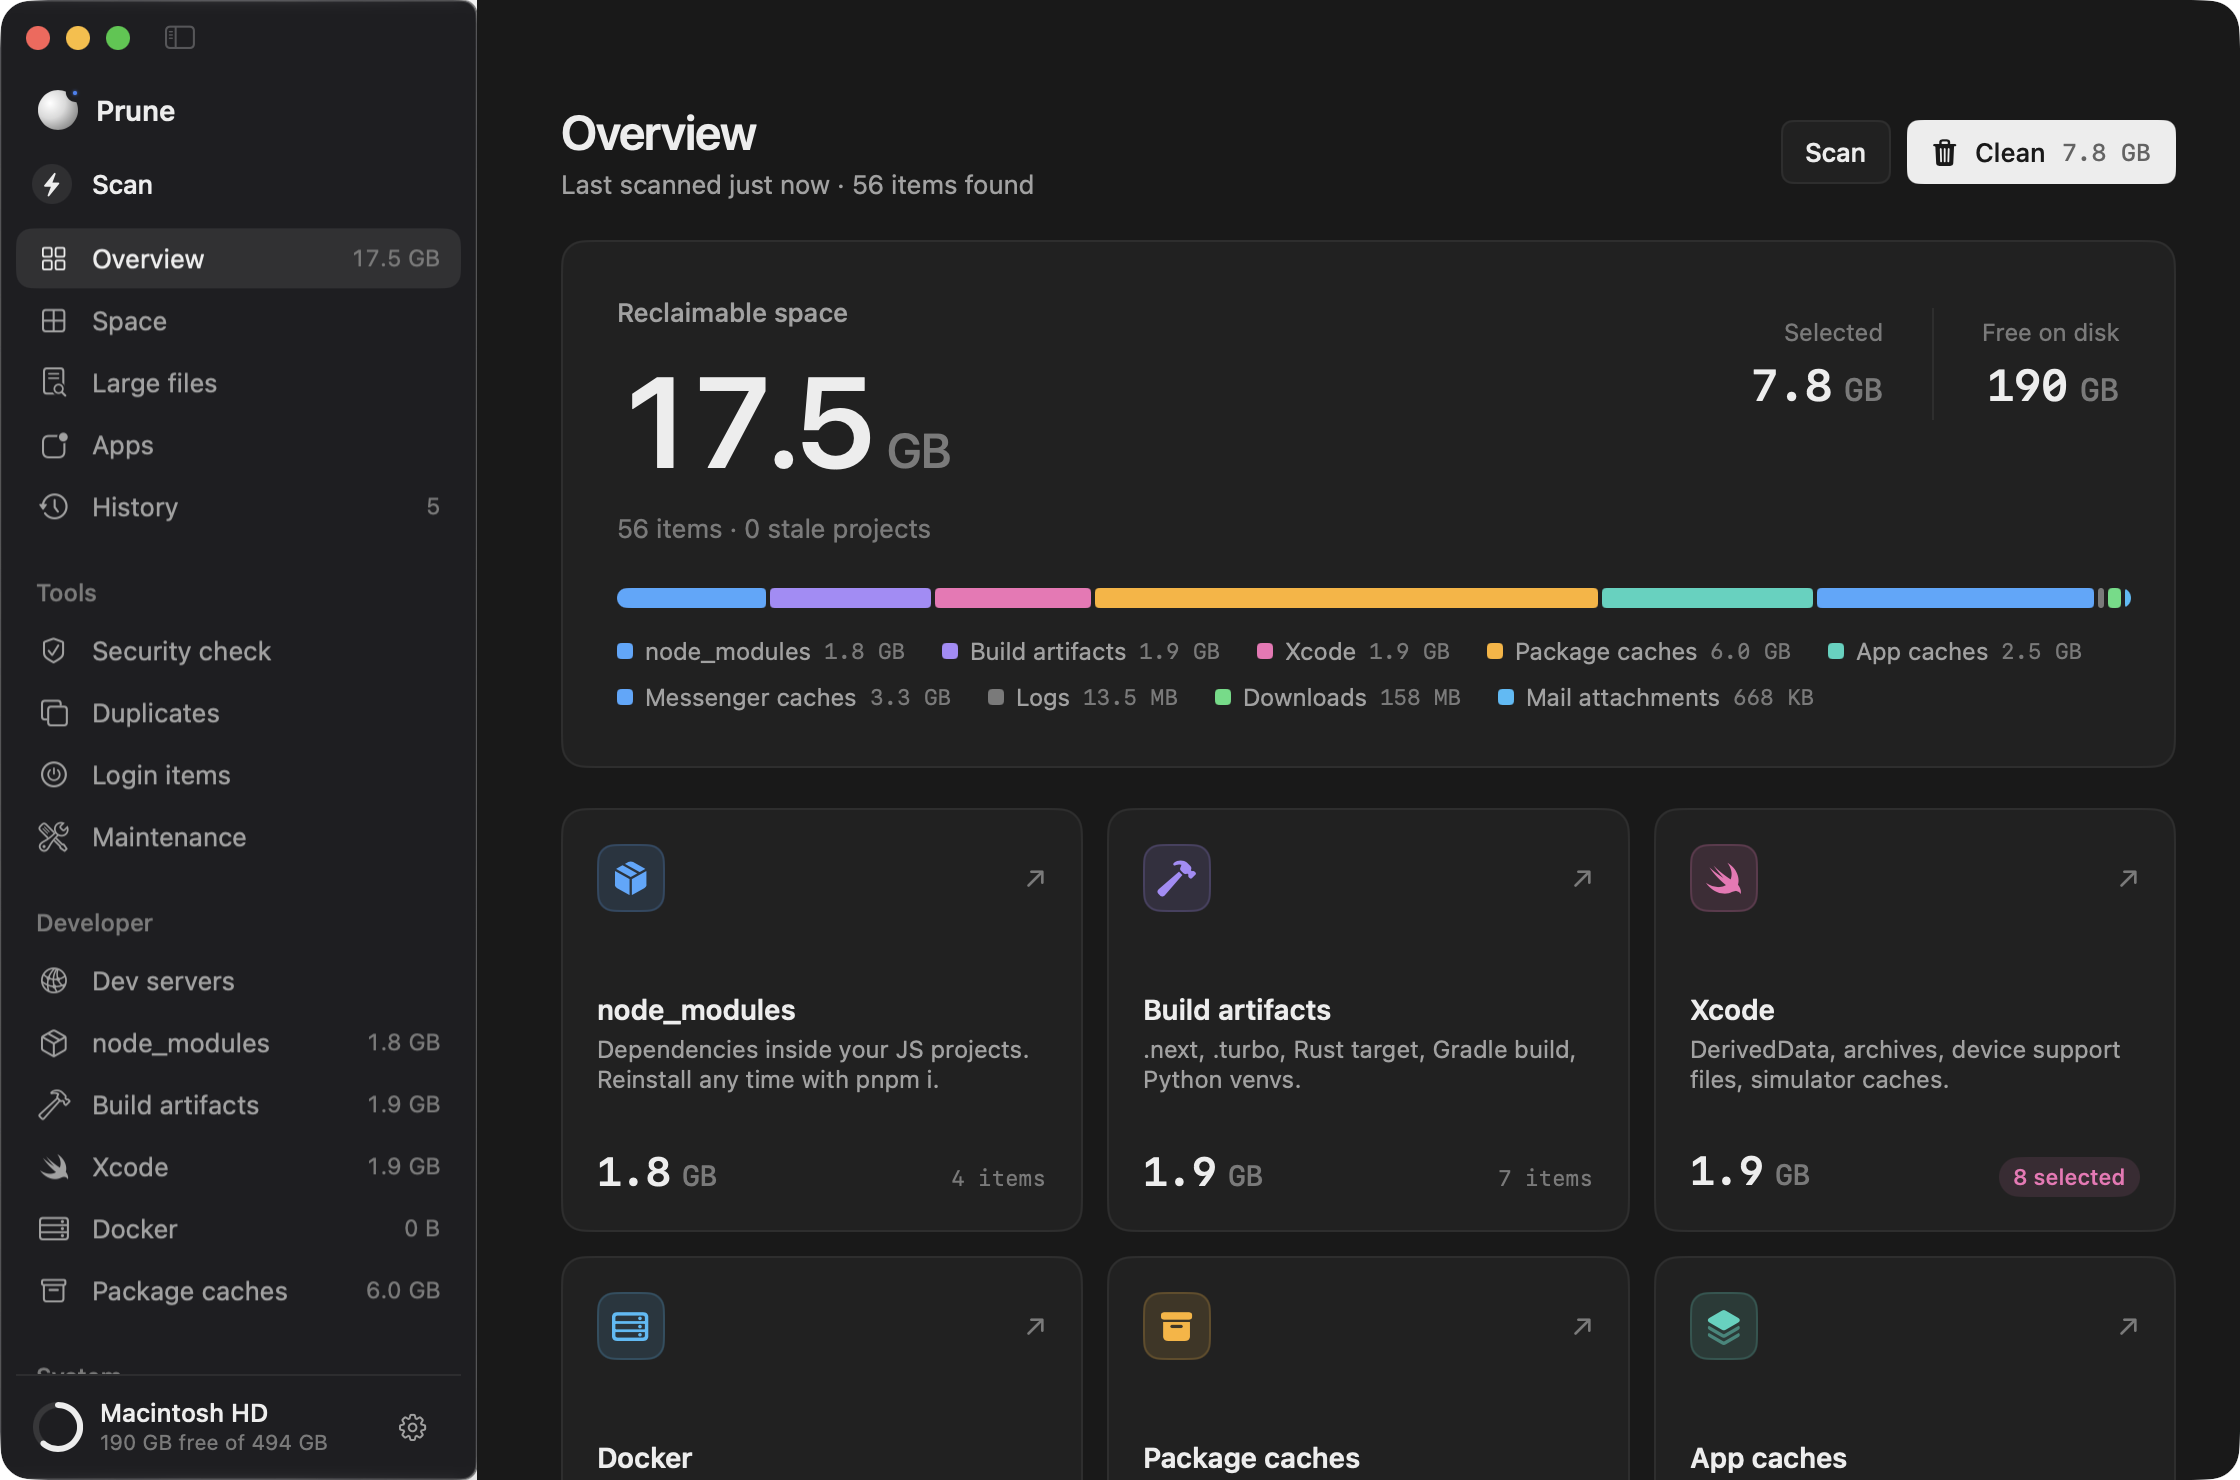 Prune
Scan
Overview 17.5 GB
Space
Large files
Apps
History 5
Tools
Security check
Duplicates
Login items
Maintenance
Developer
Dev servers
node_modules 1.8 GB
Build artifacts 1.9 GB
Xcode 1.9 GB
Docker 0 B
Package caches 6.0 GB
Macintosh HD
190 GB free of 494 GB
Overview
Last scanned just now · 56 items found
Scan
Clean 7.8 GB
Reclaimable space
17.5 GB
56 items · 0 stale projects
Selected
7.8 GB
Free on disk
190 GB
node_modules 1.8 GB Build artifacts 1.9 GB Xcode 1.9 GB Package caches 6.0 GB App caches 2.5 GB
Messenger caches 3.3 GB Logs 13.5 MB Downloads 158 MB Mail attachments 668 KB
node_modules
Dependencies inside your JS projects.
Reinstall any time with pnpm i.
1.8 GB 4 items
Build artifacts
.next, .turbo, Rust target, Gradle build,
Python venvs.
1.9 GB 7 items
Xcode
DerivedData, archives, device support
files, simulator caches.
1.9 GB 8 selected
Docker
Package caches
App caches